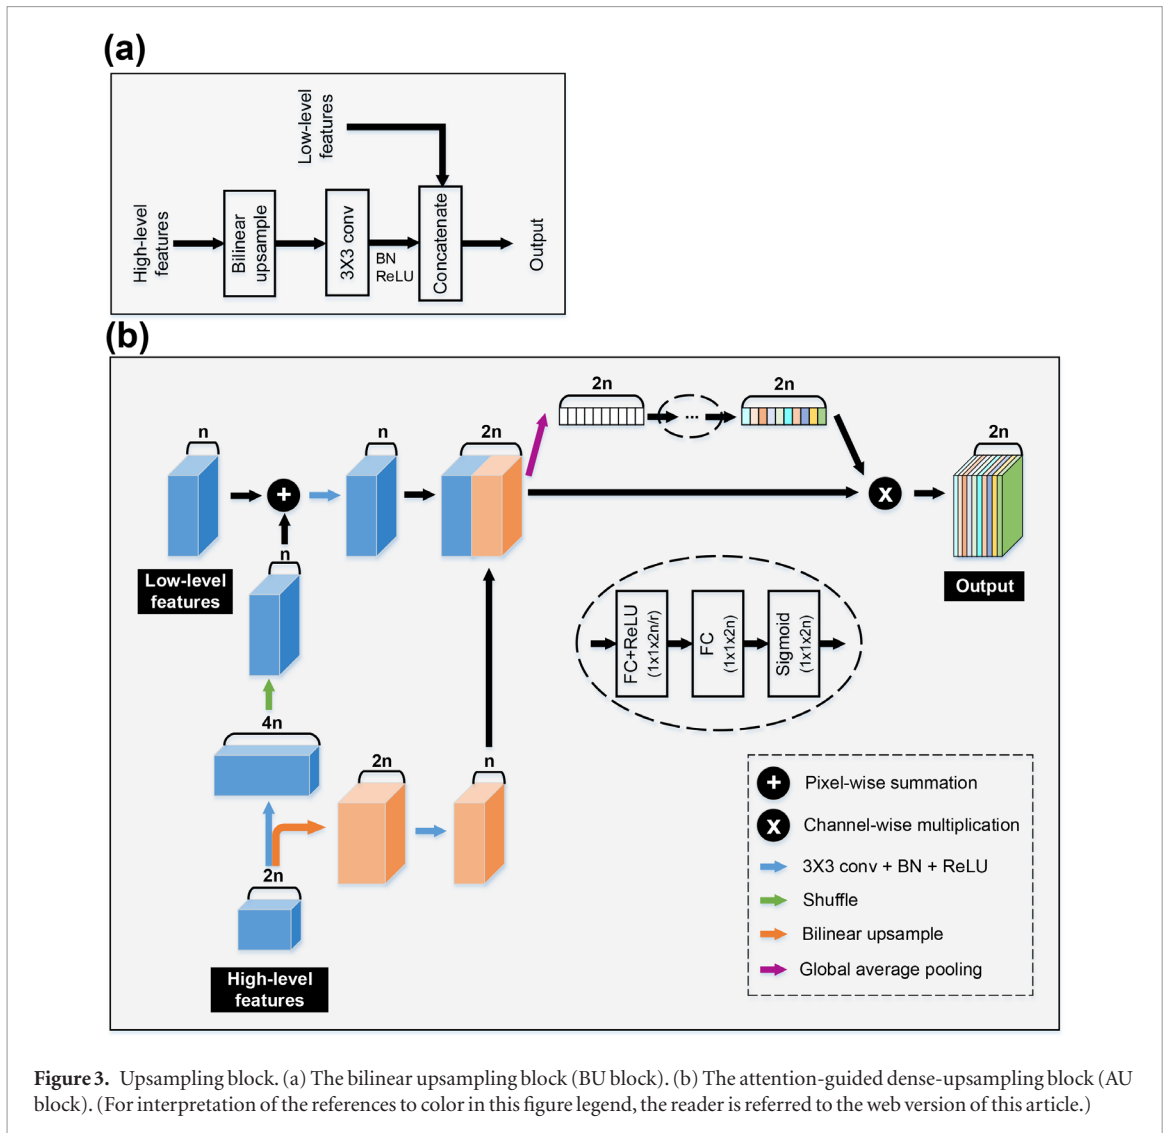 (a)
Low-level
features
High-level
features
Bilinear
upsample
3X3 conv
BN
ReLU
Concatenate
Output
(b)
2n
...
2n
n
n
2n
2n
+
x
Low-level
features
n
Output
FC+ReLU
(1x1x2n/r)
FC
(1x1x2n)
Sigmoid
(1x1x2n)
4n
2n
n
2n
High-level
features
+ Pixel-wise summation
x Channel-wise multiplication
3X3 conv + BN + ReLU
Shuffle
Bilinear upsample
Global average pooling
Figure 3. Upsampling block. (a) The bilinear upsampling block (BU block). (b) The attention-guided dense-upsampling block (AU
block). (For interpretation of the references to color in this figure legend, the reader is referred to the web version of this article.)